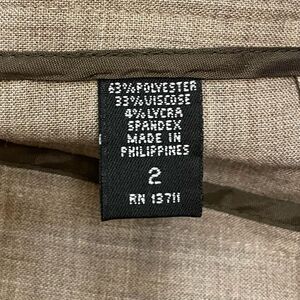 63% POLYESTER
33% VISCOSE
4% LYCRA
SPANDEX
MADE IN
PHILIPPINES
2
RN 13711